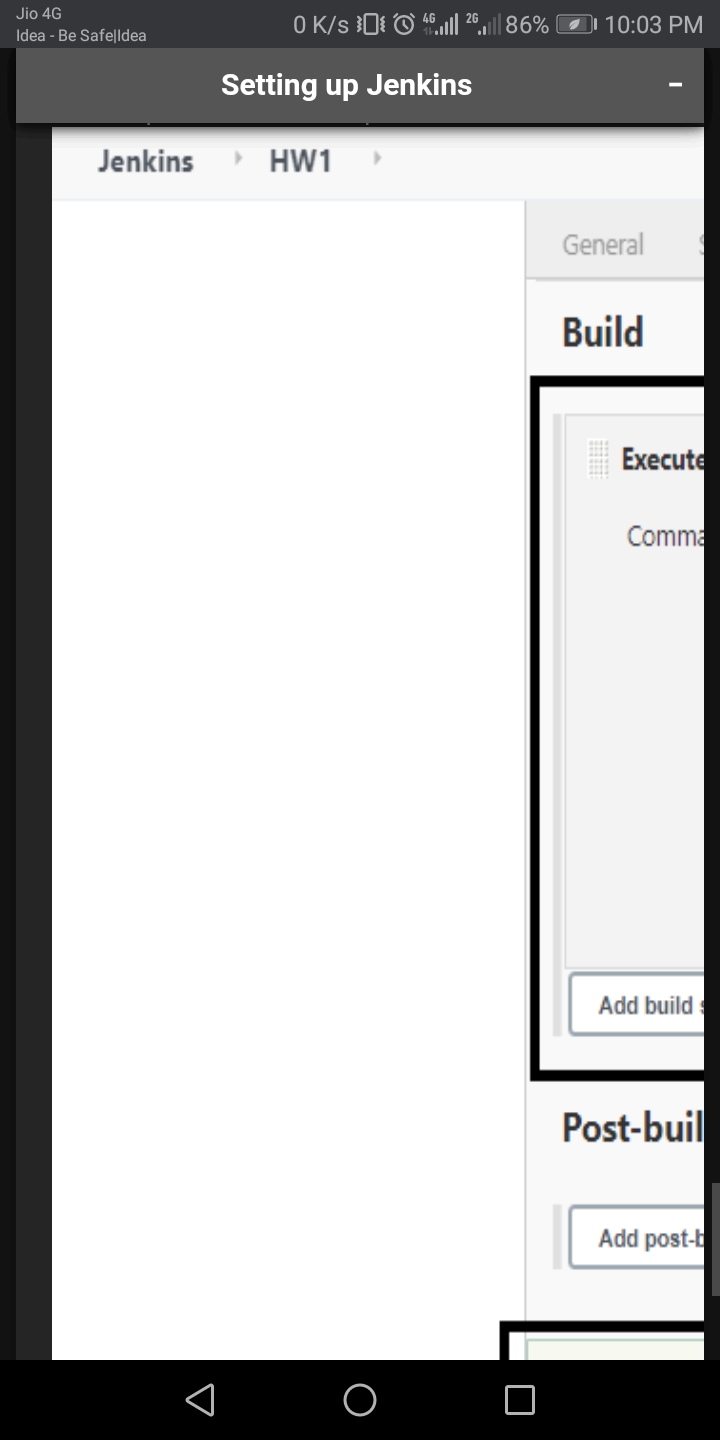 Jio 4G
Idea - Be Safe|Idea
0 K/s 4G 2G 86% 10:03 PM
Setting up Jenkins
Jenkins HW1
General
Build
Execute
Comma
Add build s
Post-buil
Add post-b